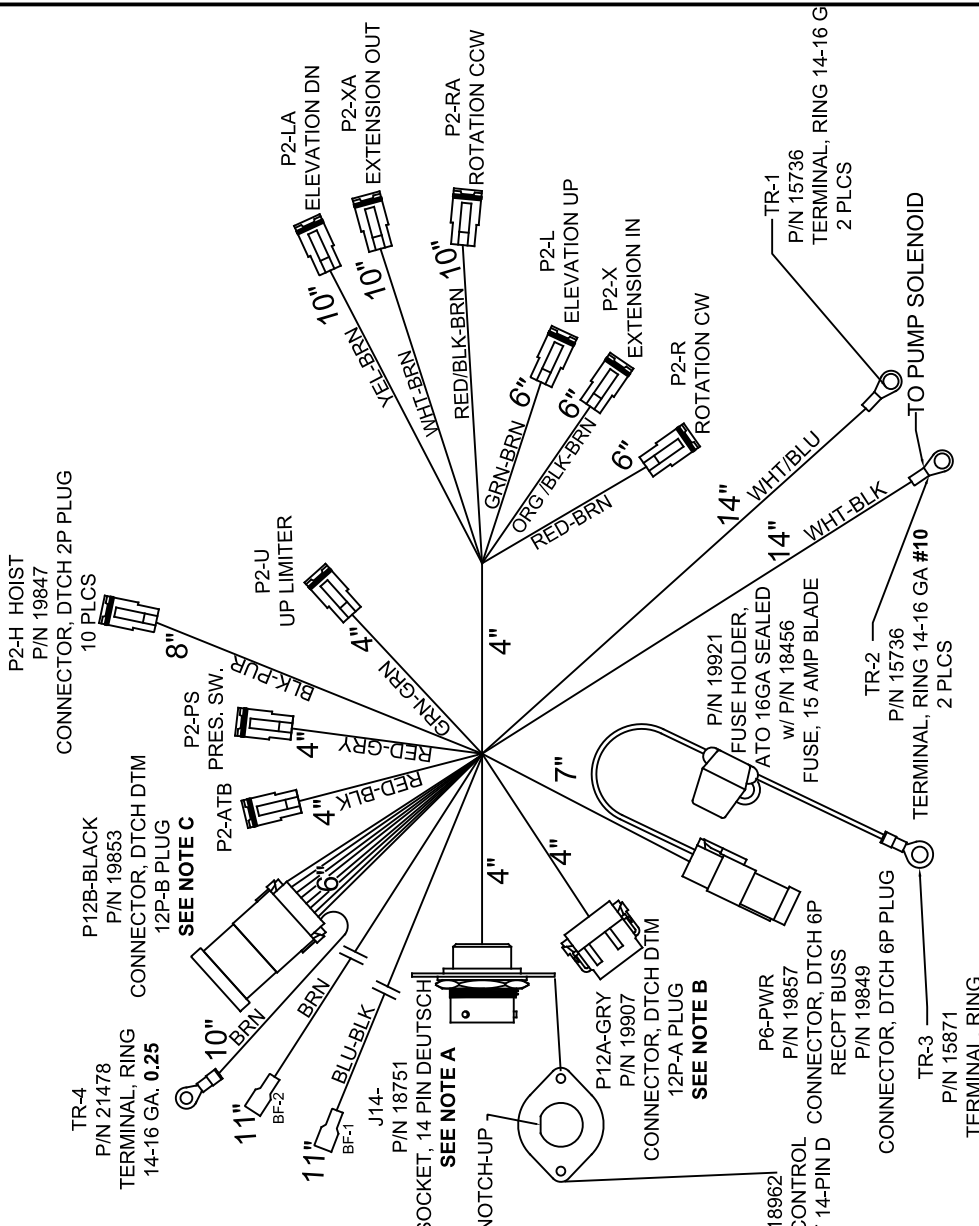 P2-LA
ELEVATION DN
P2-XA
EXTENSION OUT
P2-RA
ROTATION CCW
10"
10"
10"
YEL-BRN
WHT-BRN
RED/BLK-BRN
P2-L
ELEVATION UP
P2-X
EXTENSION IN
P2-R
ROTATION CW
6"
6"
6"
GRN-BRN
ORG /BLK-BRN
RED-BRN
TR-1
P/N 15736
TERMINAL, RING 14-16 G
2 PLCS
TO PUMP SOLENOID
14"
WHT/BLU
14"
WHT-BLK
P2-H HOIST
P/N 19847
CONNECTOR, DTCH 2P PLUG
10 PLCS
8"
BLK-PUR
P2-U
UP LIMITER
4"
GRN-GRN
P2-PS
PRES. SW.
4"
RED-GRY
P2-ATB
4"
RED-BLK
4"
P12B-BLACK
P/N 19853
CONNECTOR, DTCH DTM
12P-B PLUG
SEE NOTE C
6"
TR-4
P/N 21478
TERMINAL, RING
14-16 GA. 0.25
10"
BRN
11"
BF-2
BRN
11"
BF-1
BLU-BLK
J14-
P/N 18751
SOCKET, 14 PIN DEUTSCH
SEE NOTE A
4"
NOTCH-UP
18962
CONTROL
14-PIN D
4"
P12A-GRY
P/N 19907
CONNECTOR, DTCH DTM
12P-A PLUG
SEE NOTE B
7"
P6-PWR
P/N 19857
CONNECTOR, DTCH 6P
RECPT BUSS
P/N 19849
CONNECTOR, DTCH 6P PLUG
P/N 19921
FUSE HOLDER,
ATO 16GA SEALED
w/ P/N 18456
FUSE, 15 AMP BLADE
TR-2
P/N 15736
TERMINAL, RING 14-16 GA #10
2 PLCS
TR-3
P/N 15871
TERMINAL, RING